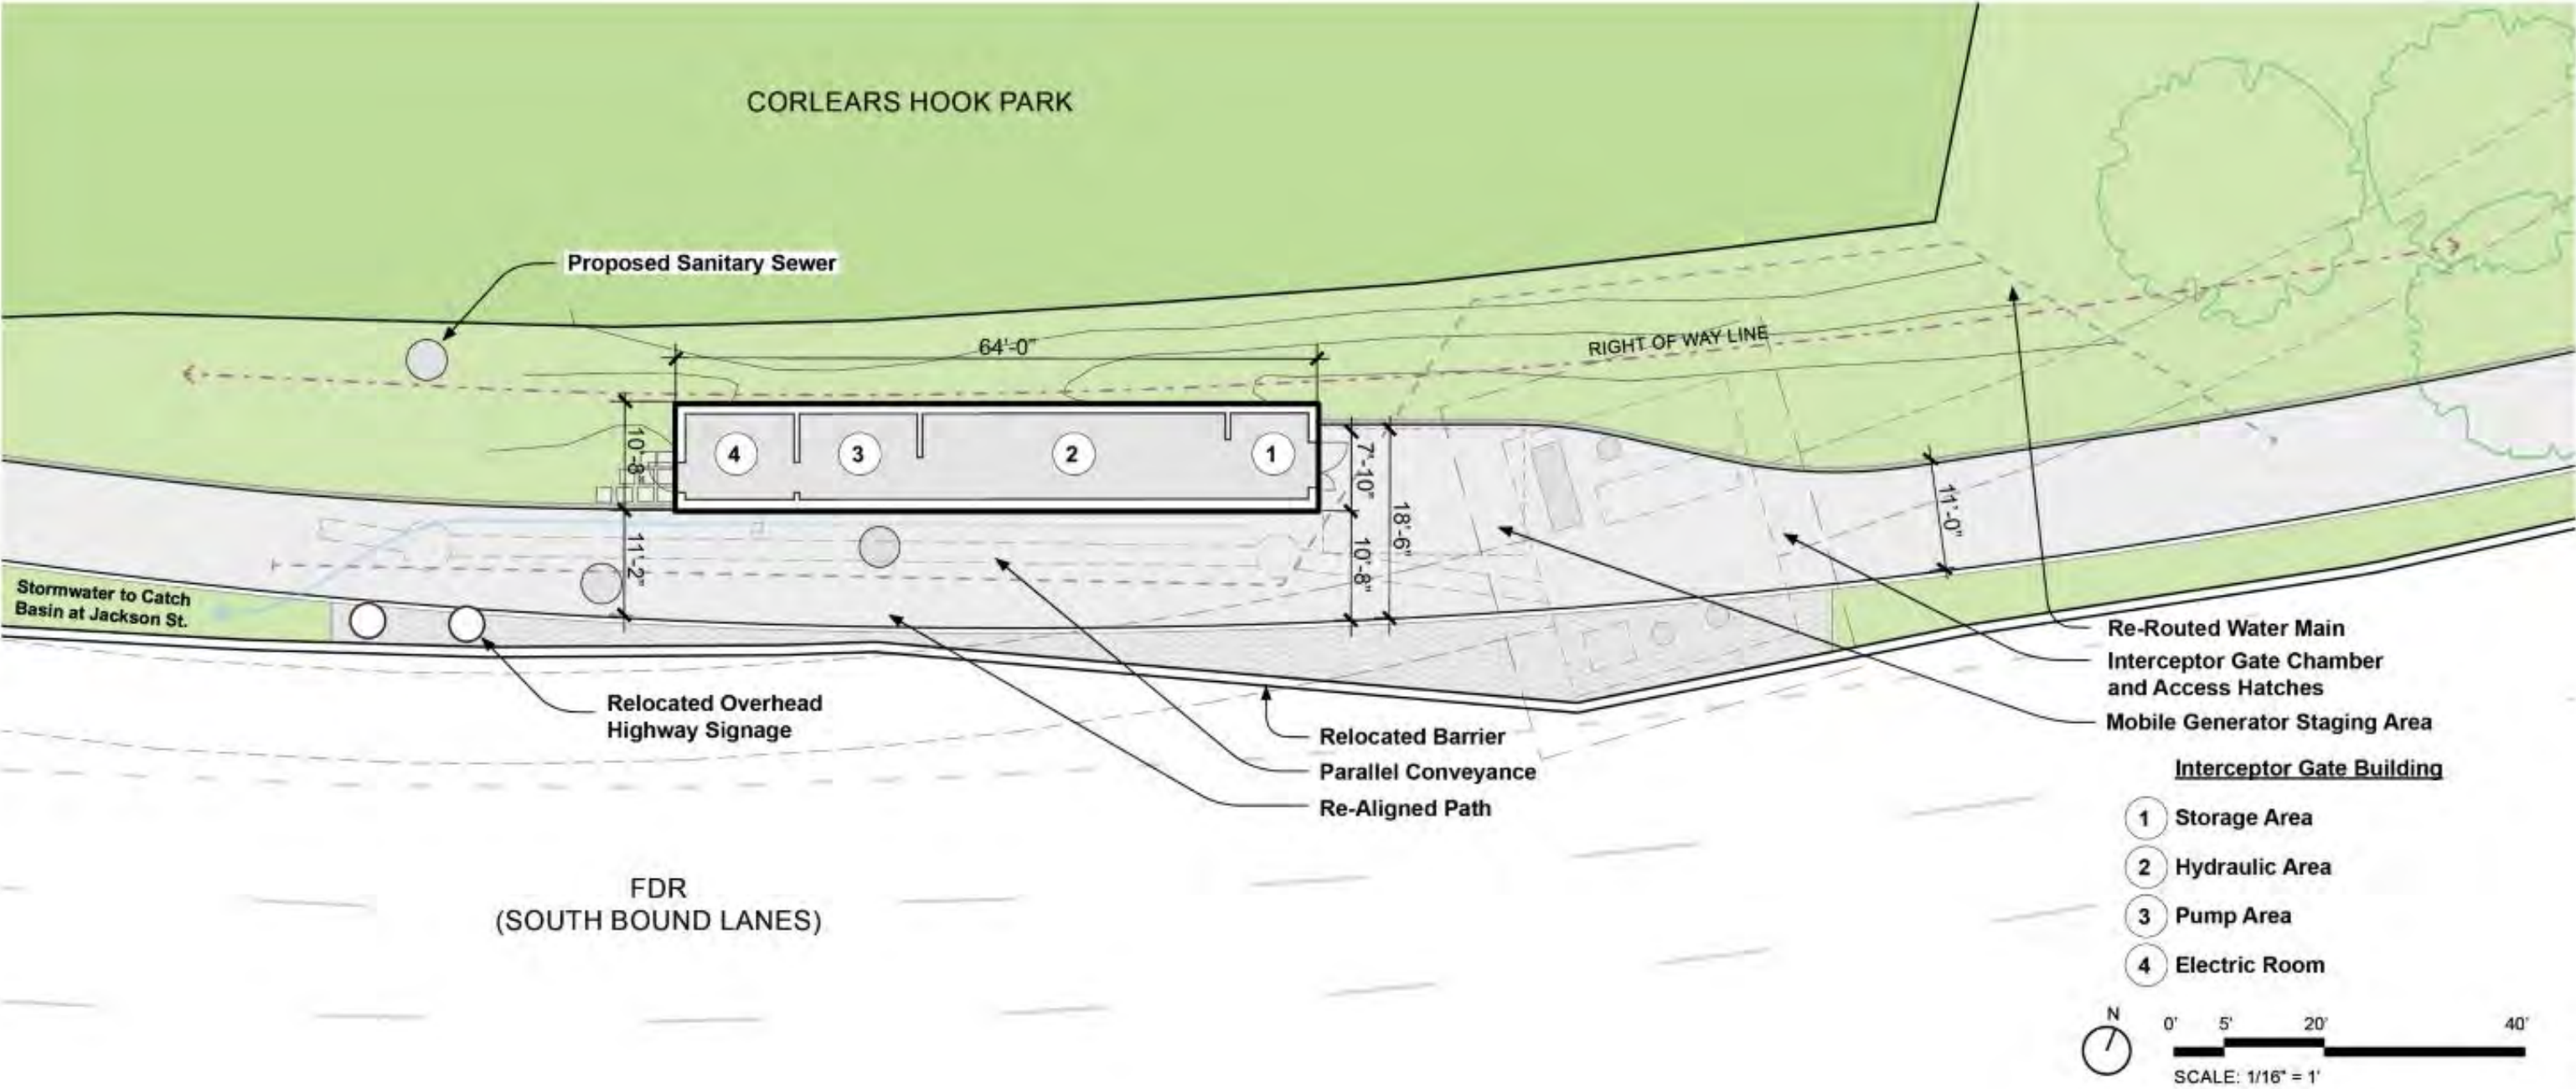 CORLEARS HOOK PARK
Proposed Sanitary Sewer
64'-0"
RIGHT OF WAY LINE
10'-8"
4
3
2
1
7'-10"
18'-6"
11'-0"
11'-2"
10'-8"
Stormwater to Catch
Basin at Jackson St.
Relocated Overhead
Highway Signage
Relocated Barrier
Parallel Conveyance
Re-Aligned Path
Re-Routed Water Main
Interceptor Gate Chamber
and Access Hatches
Mobile Generator Staging Area
FDR
(SOUTH BOUND LANES)
Interceptor Gate Building
1 Storage Area
2 Hydraulic Area
3 Pump Area
4 Electric Room
N
0' 5' 20' 40'
SCALE: 1/16" = 1'